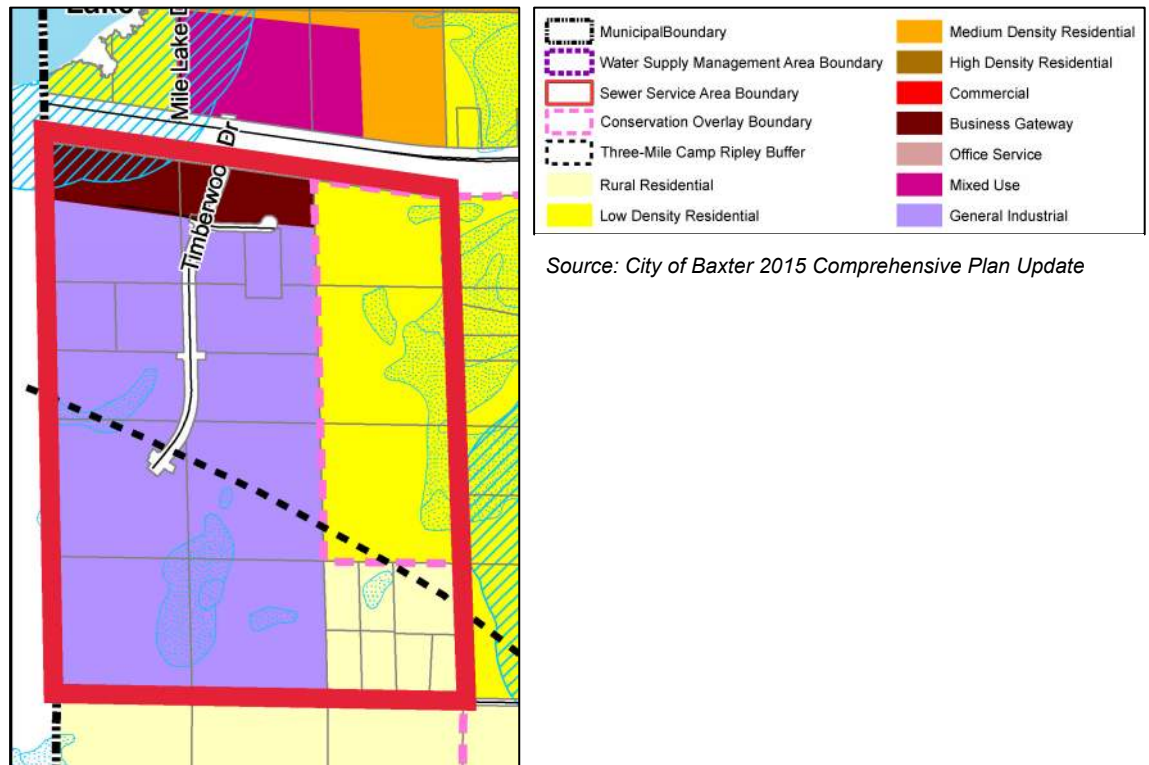 Lake
Mile Lake D
Timberwoo Dr
MunicipalBoundary
Water Supply Management Area Boundary
Sewer Service Area Boundary
Conservation Overlay Boundary
Three-Mile Camp Ripley Buffer
Rural Residential
Low Density Residential
Medium Density Residential
High Density Residential
Commercial
Business Gateway
Office Service
Mixed Use
General Industrial
Source: City of Baxter 2015 Comprehensive Plan Update